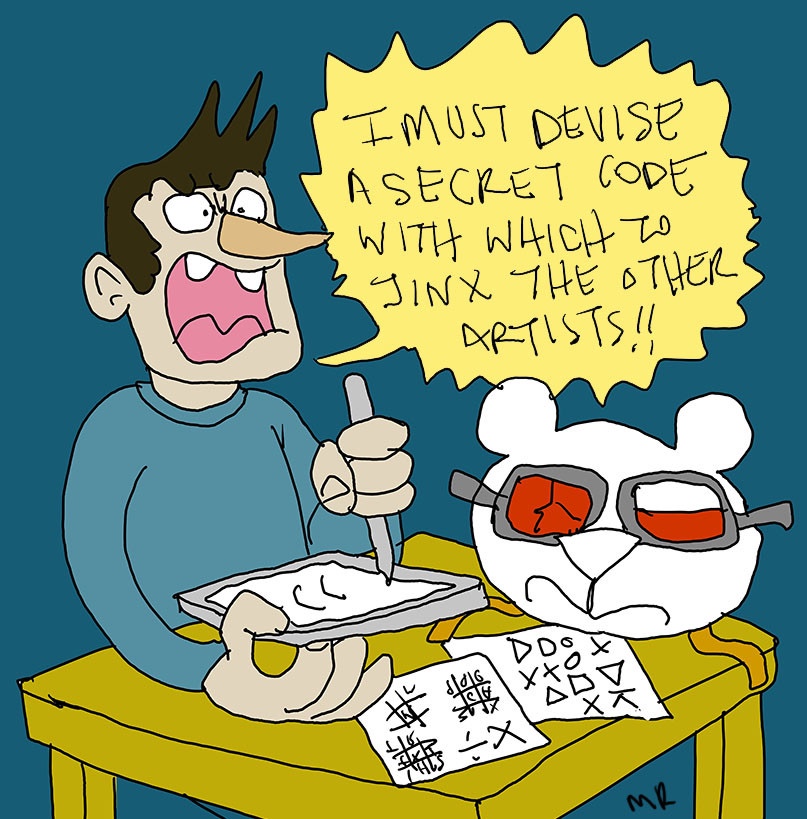 I MUST DEVISE
A SECRET CODE
WITH WHICH TO
JINX THE OTHER
ARTISTS!!
MR